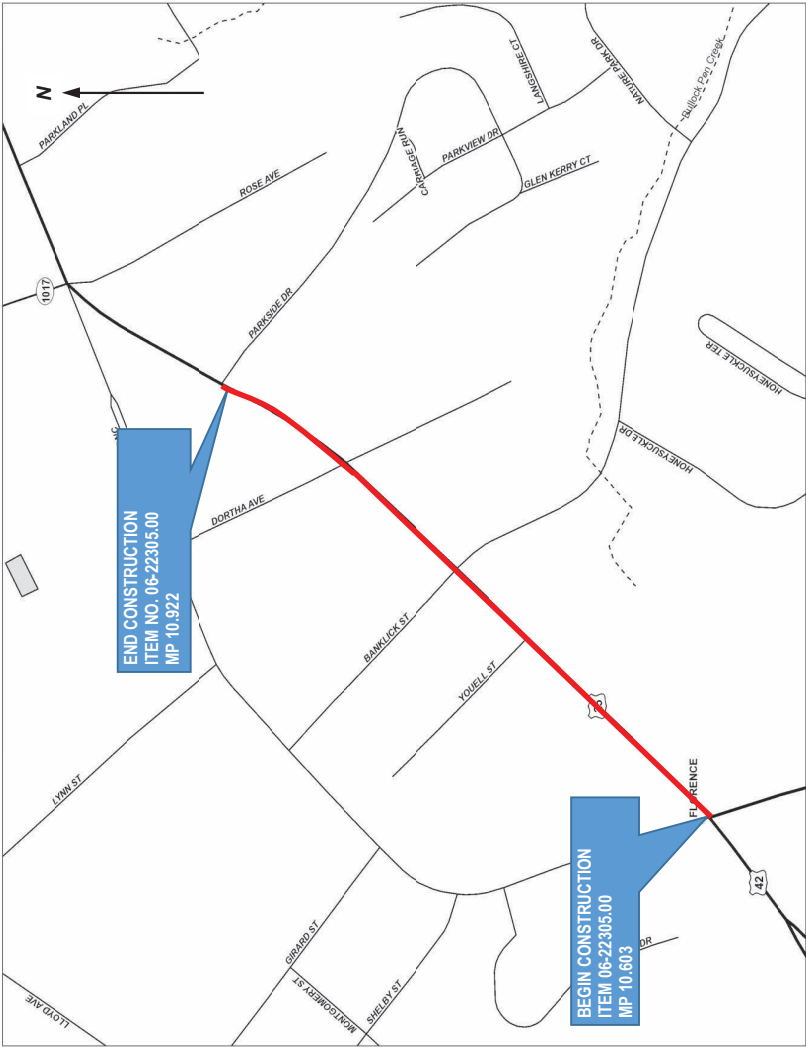 N
PARKLAND PL
1017
ROSE AVE
PARKSIDE DR
CARRIAGE RUN
PARKVIEW DR
LANGSHIRE CT
NATURE PARK DR
Bullock Pen Creek
GLEN KERRY CT
HONEYSUCKLE TER
HONEYSUCKLE DR
END CONSTRUCTION
ITEM NO. 06-22305.00
MP 10.922
DORTHA AVE
LYNN ST
BANKLICK ST
YOUELL ST
FLORENCE
42
GIRARD ST
MONTGOMERY ST
SHELBY ST
LLOYD AVE
BEGIN CONSTRUCTION
ITEM 06-22305.00
MP 10.603
DR